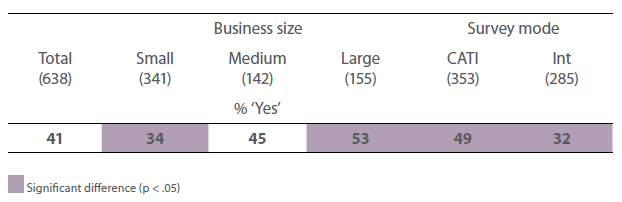 Business size Survey mode
Total Small Medium Large CATI Int
(638) (341) (142) (155) (353) (285)
% ‘Yes’
41 34 45 53 49 32
Significant difference (p < .05)